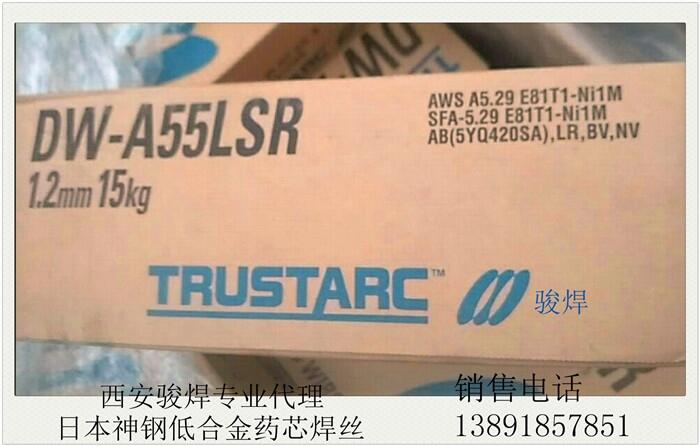 DW-A55LSR
1.2mm 15kg
AWS A5.29 E81T1-Ni1M
SFA-5.29 E81T1-Ni1M
AB(5YQ420SA),LR,BV,NV
TRUSTARC™
骏焊
西安骏焊专业代理
日本神钢低合金药芯焊丝
销售电话
13891857851